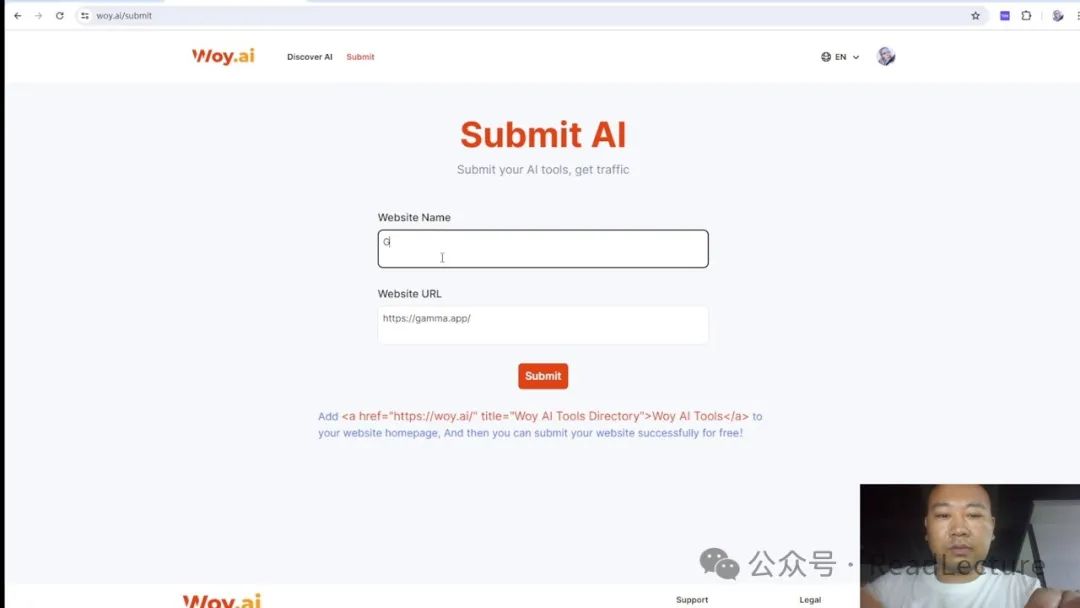 woy.ai/submit
Woy.ai
Discover AI
Submit
EN
Submit AI
Submit your AI tools, get traffic
Website Name
G
Website URL
https://gamma.app/
Submit
Add <a href="https://woy.ai/" title="Woy AI Tools Directory">Woy AI Tools</a> to
your website homepage, And then you can submit your website successfully for free!
公众号 · ReadLecture
Woy.ai
Support
Legal